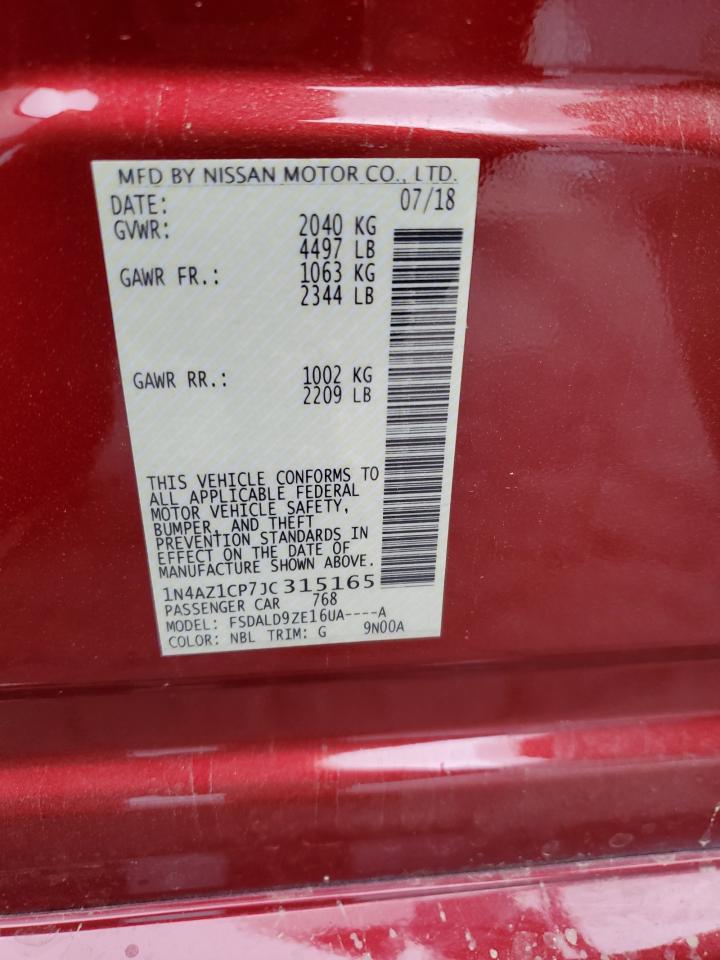 MFD BY NISSAN MOTOR CO., LTD.
DATE: 07/18
GVWR: 2040 KG
4497 LB
GAWR FR.: 1063 KG
2344 LB
GAWR RR.: 1002 KG
2209 LB
THIS VEHICLE CONFORMS TO
ALL APPLICABLE FEDERAL
MOTOR VEHICLE SAFETY,
BUMPER, AND THEFT
PREVENTION STANDARDS IN
EFFECT ON THE DATE OF
MANUFACTURE SHOWN ABOVE.
1N4AZ1CP7JC315165
PASSENGER CAR 768
MODEL: FSDALD9ZE16UA----A
COLOR: NBL TRIM: G 9N00A